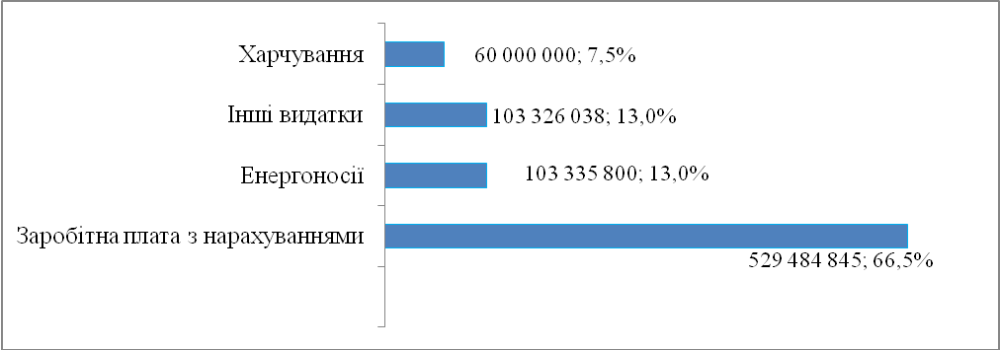 Харчування 60 000 000; 7,5%
Інші видатки 103 326 038; 13,0%
Енергоносії 103 335 800; 13,0%
Заробітна плата з нарахуваннями
529 484 845; 66,5%